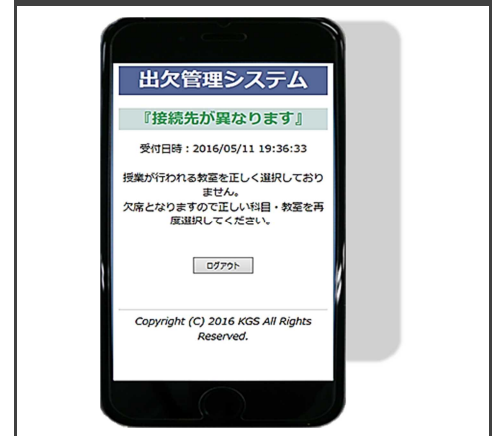 出欠管理システム
『接続先が異なります』
受付日時：2016/05/11 19:36:33
授業が行われる教室を正しく選択しており
ません。
欠席となりますので正しい科目・教室を再
度選択してください。
ログアウト
Copyright (C) 2016 KGS All Rights
Reserved.